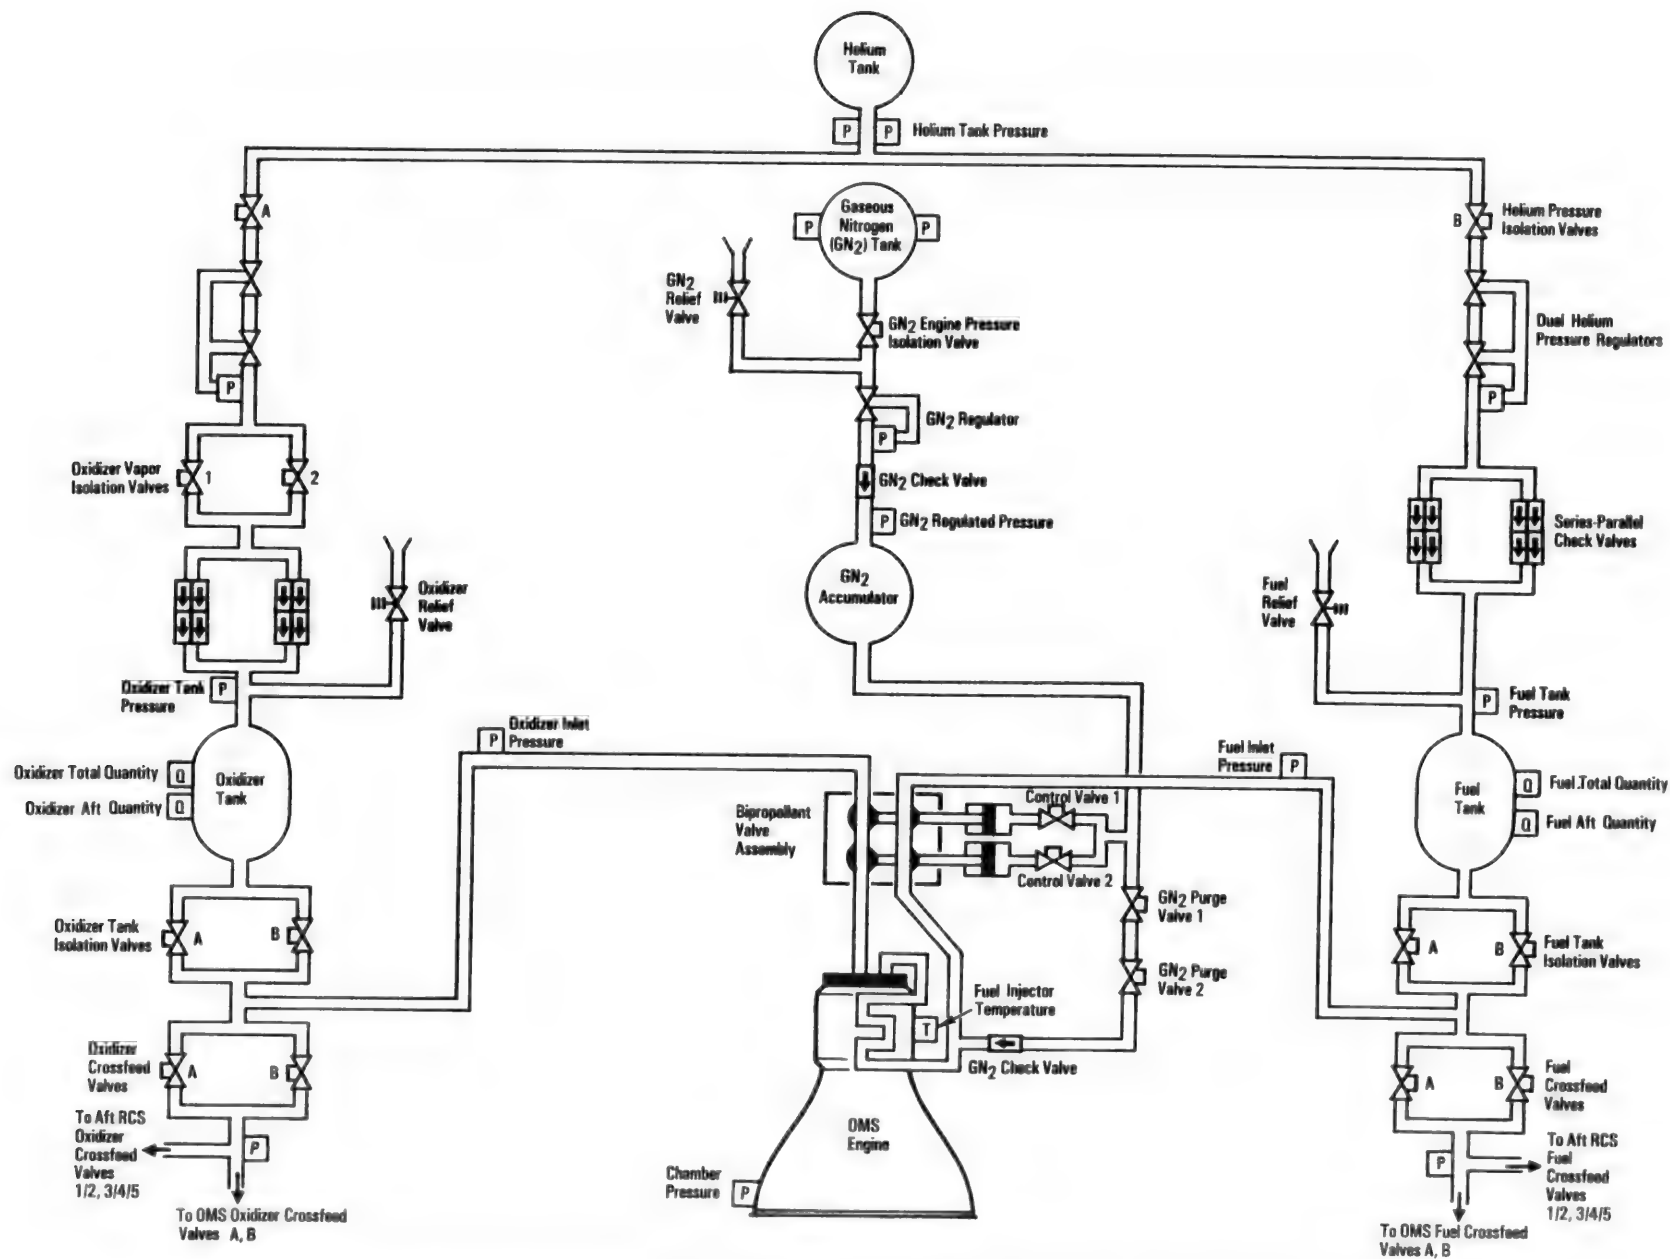 Helium
Tank
P
P
Helium Tank Pressure
A
Gaseous
Nitrogen
(GN2) Tank
P
P
B
Helium Pressure
Isolation Valves
GN2
Relief
Valve
GN2 Engine Pressure
Isolation Valve
Dual Helium
Pressure Regulators
P
P
GN2 Regulator
P
Oxidizer Vapor
Isolation Valves
1
2
GN2 Check Valve
P
GN2 Regulated Pressure
Series-Parallel
Check Valves
GN2
Accumulator
Oxidizer
Relief
Valve
Fuel
Relief
Valve
Oxidizer Tank
Pressure
P
P
Fuel Tank
Pressure
P
Oxidizer Inlet
Pressure
Fuel Inlet
Pressure
P
Oxidizer Total Quantity
Q
Oxidizer Aft Quantity
Q
Oxidizer
Tank
Fuel
Tank
Q
Fuel.Total Quantity
Q
Fuel Aft Quantity
Bipropellant
Valve
Assembly
Control Valve 1
Control Valve 2
GN2 Purge
Valve 1
GN2 Purge
Valve 2
Oxidizer Tank
Isolation Valves
A
B
A
B
Fuel Tank
Isolation Valves
Fuel Injector
Temperature
T
GN2 Check Valve
Oxidizer
Crossfeed
Valves
A
B
A
B
Fuel
Crossfeed
Valves
To Aft RCS
Oxidizer
Crossfeed
Valves
1/2, 3/4/5
P
To OMS Oxidizer Crossfeed
Valves A, B
OMS
Engine
Chamber
Pressure
P
P
To Aft RCS
Fuel
Crossfeed
Valves
1/2, 3/4/5
To OMS Fuel Crossfeed
Valves A, B